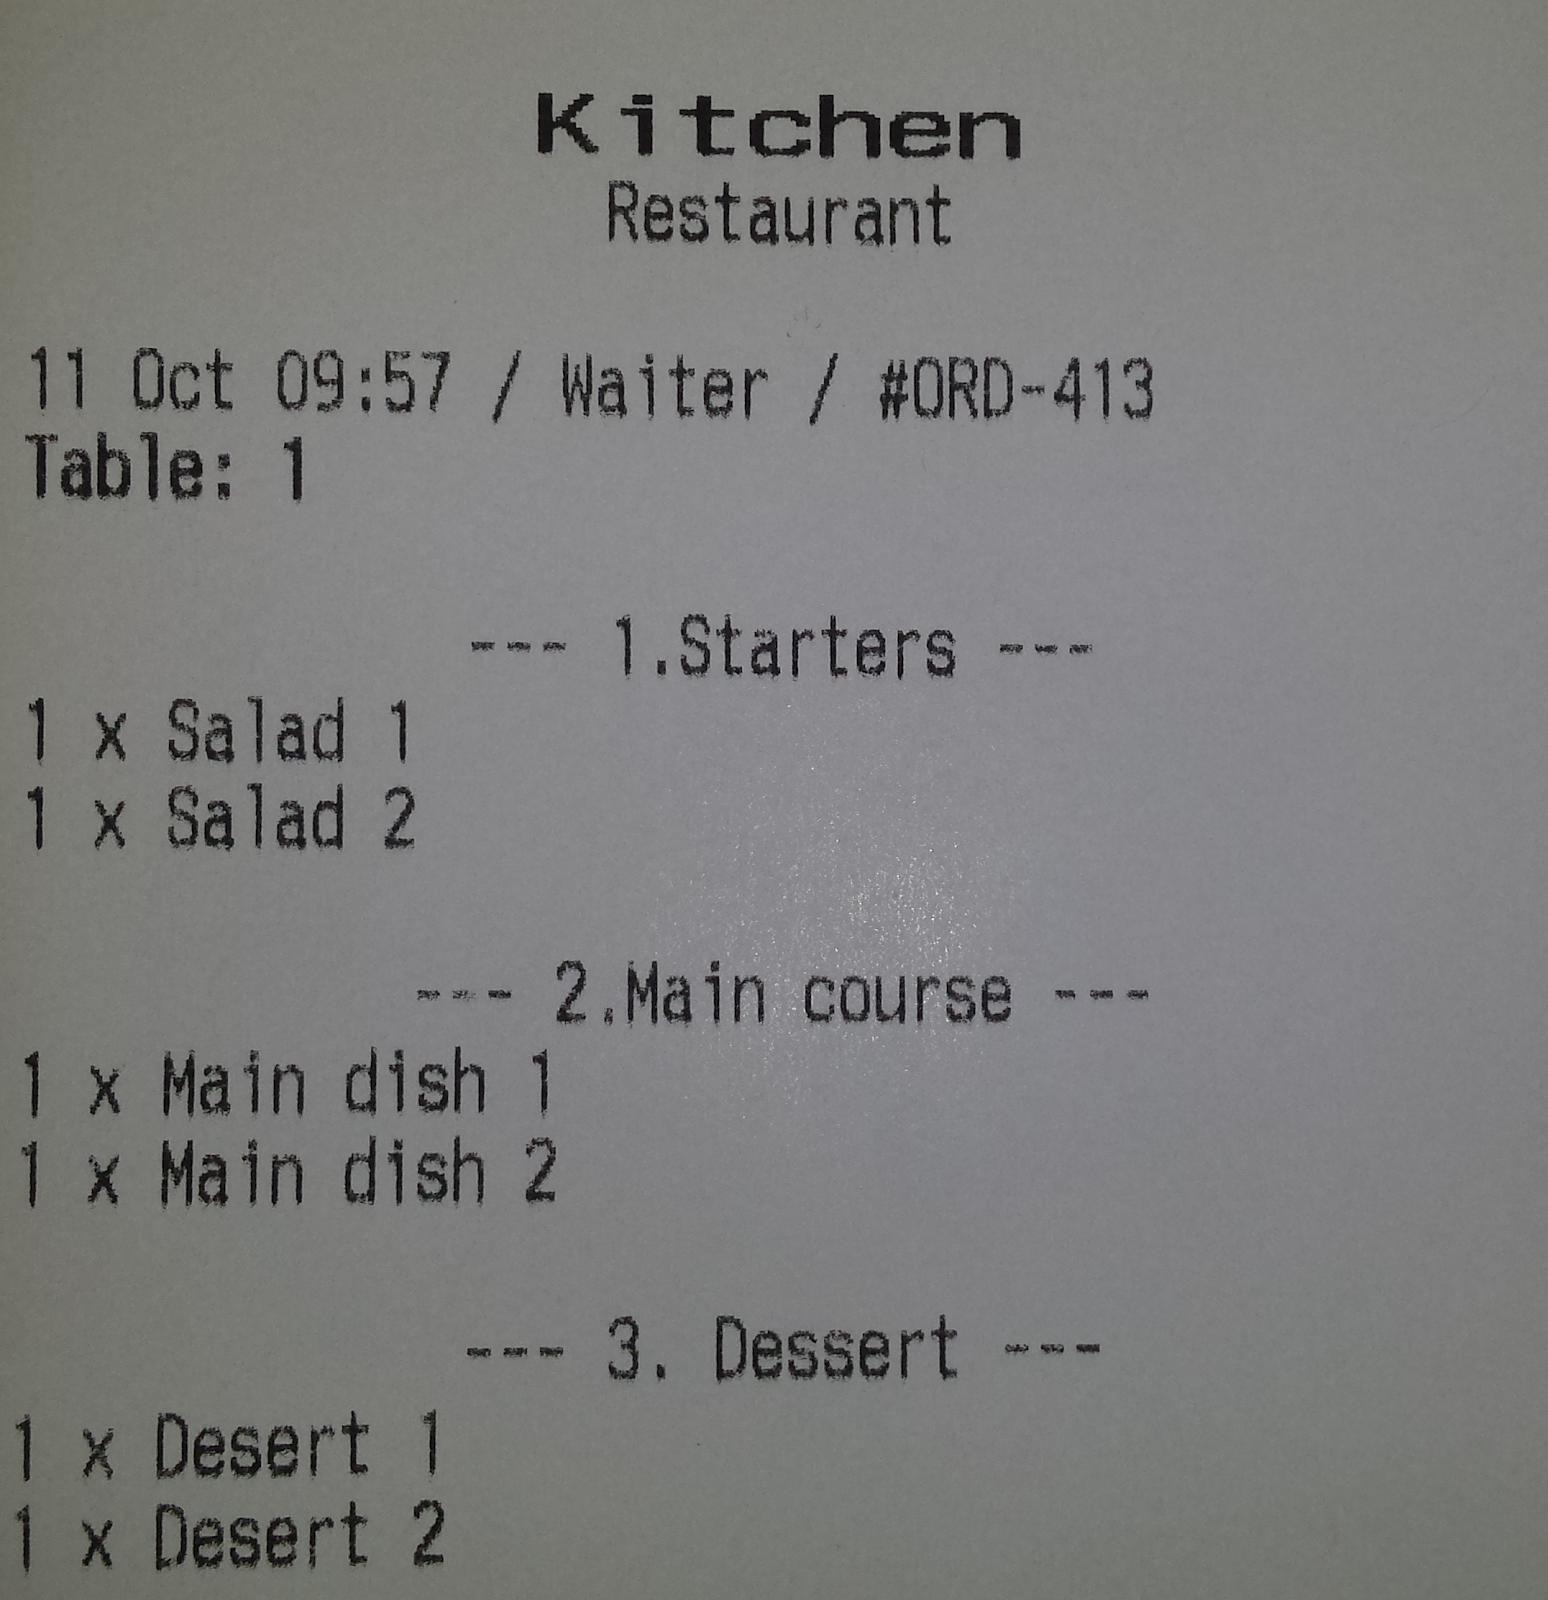 Kitchen
Restaurant
11 Oct 09:57 / Waiter / #ORD-413
Table: 1
--- 1.Starters ---
1 x Salad 1
1 x Salad 2
--- 2.Main course ---
1 x Main dish 1
1 x Main dish 2
--- 3. Dessert ---
1 x Desert 1
1 x Desert 2